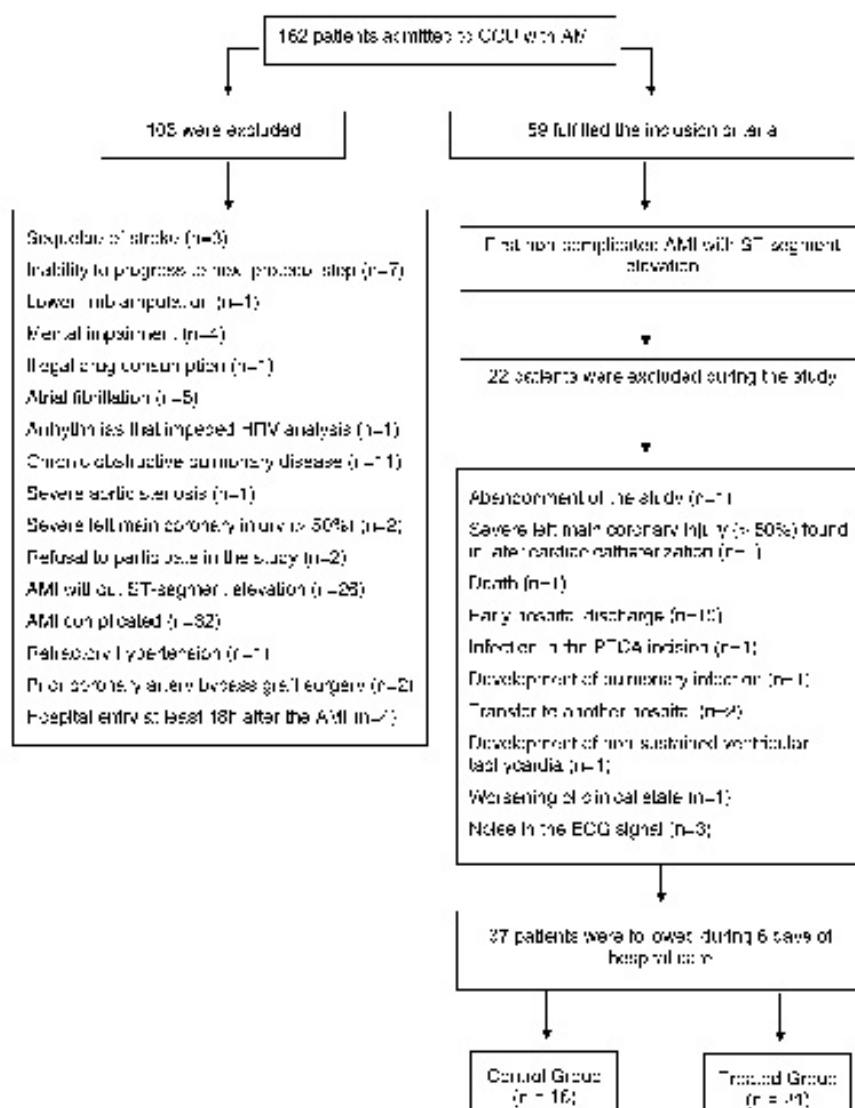 162 patients admitted to CCU with AMI
103 were excluded
59 fulfilled the inclusion criteria
Sequelae of stroke (n=3)
Inability to progress to next protocol step (n=7)
Lower limb amputation (n=1)
Mental impairment (n=4)
Illegal drug consumption (n=1)
Atrial fibrillation (n=5)
Arrhythmias that impeded HRV analysis (n=1)
Chronic obstructive pulmonary disease (n=11)
Severe aortic stenosis (n=1)
Severe left main coronary injury (> 50%) (n=2)
Refusal to participate in the study (n=2)
AMI without ST-segment elevation (n=26)
AMI complicated (n=32)
Refractory hypertension (n=1)
Prior coronary artery bypass graft surgery (n=2)
Hospital entry at least 18h after the AMI (n=4)
First non complicated AMI with ST segment
elevation
22 patients were excluded during the study
Abandonment of the study (n=1)
Severe left main coronary injury (> 50%) found
in later cardiac catheterization (n=1)
Death (n=1)
Early hospital discharge (n=10)
Infection in the PTCA incision (n=1)
Development of pulmonary infection (n=1)
Transfer to another hospital (n=2)
Development of non sustained ventricular
tachycardia (n=1)
Worsening of clinical state (n=1)
Noise in the ECG signal (n=3)
37 patients were followed during 6 days of
hospital care
Control Group
(n = 16)
Treated Group
(n = 21)